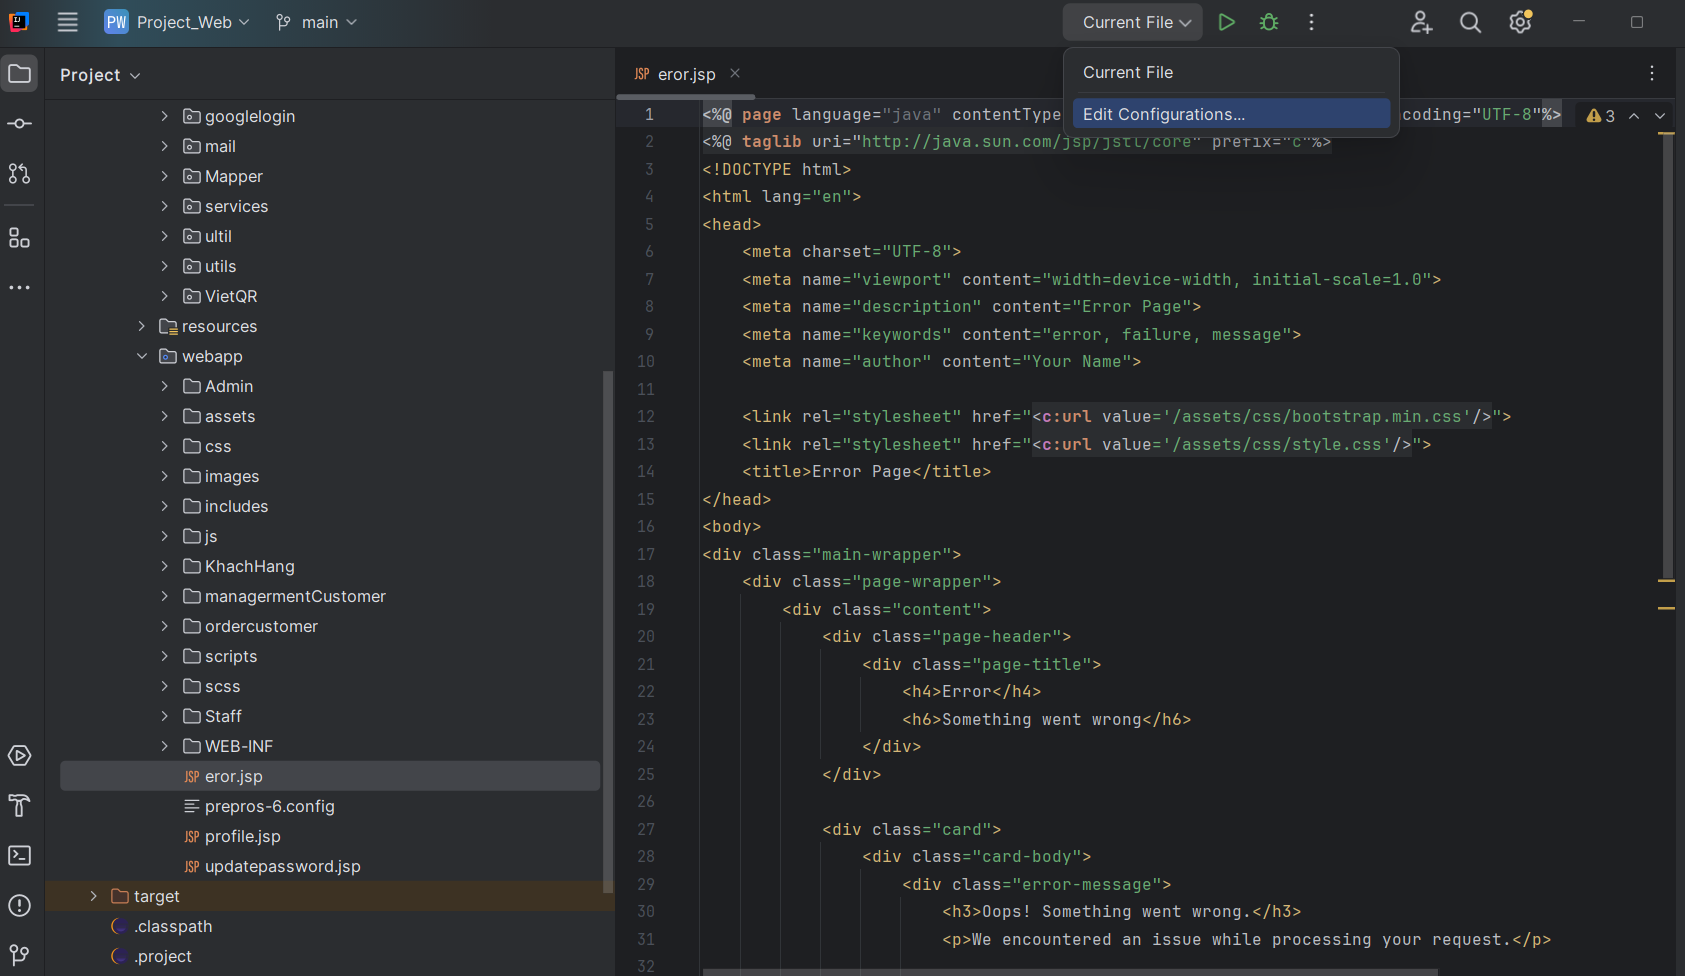 PW Project_Web main Current File
Project
eror.jsp
Current File
Edit Configurations...
googlelogin
mail
Mapper
services
ultil
utils
VietQR
resources
webapp
Admin
assets
css
images
includes
js
KhachHang
managermentCustomer
ordercustomer
scripts
scss
Staff
WEB-INF
JSP eror.jsp
prepros-6.config
JSP profile.jsp
JSP updatepassword.jsp
target
.classpath
.project
JSP
1 <%@ page language="java" contentType coding="UTF-8"%> 3
2 <%@ taglib uri="http://java.sun.com/jsp/jstl/core" prefix="c"%>
3 <!DOCTYPE html>
4 <html lang="en">
5 <head>
6 <meta charset="UTF-8">
7 <meta name="viewport" content="width=device-width, initial-scale=1.0">
8 <meta name="description" content="Error Page">
9 <meta name="keywords" content="error, failure, message">
10 <meta name="author" content="Your Name">
11
12 <link rel="stylesheet" href="<c:url value='/assets/css/bootstrap.min.css'/>">
13 <link rel="stylesheet" href="<c:url value='/assets/css/style.css'/>">
14 <title>Error Page</title>
15 </head>
16 <body>
17 <div class="main-wrapper">
18 <div class="page-wrapper">
19 <div class="content">
20 <div class="page-header">
21 <div class="page-title">
22 <h4>Error</h4>
23 <h6>Something went wrong</h6>
24 </div>
25 </div>
26
27 <div class="card">
28 <div class="card-body">
29 <div class="error-message">
30 <h3>Oops! Something went wrong.</h3>
31 <p>We encountered an issue while processing your request.</p>
32